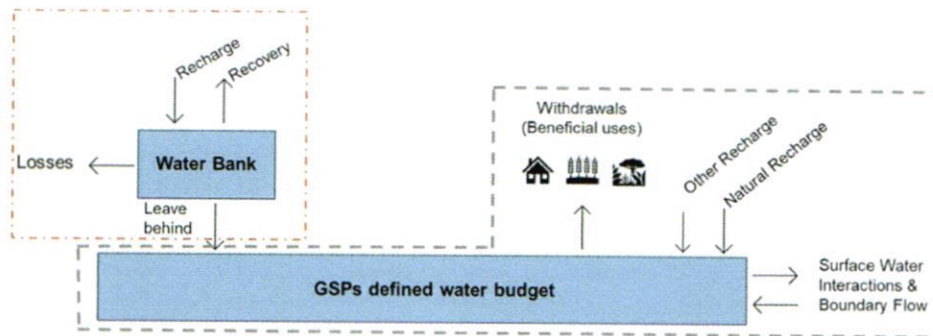 Recharge
Recovery
Losses
Water Bank
Leave
behind
Withdrawals
(Beneficial uses)
Other Recharge
Natural Recharge
GSPs defined water budget
Surface Water
Interactions &
Boundary Flow